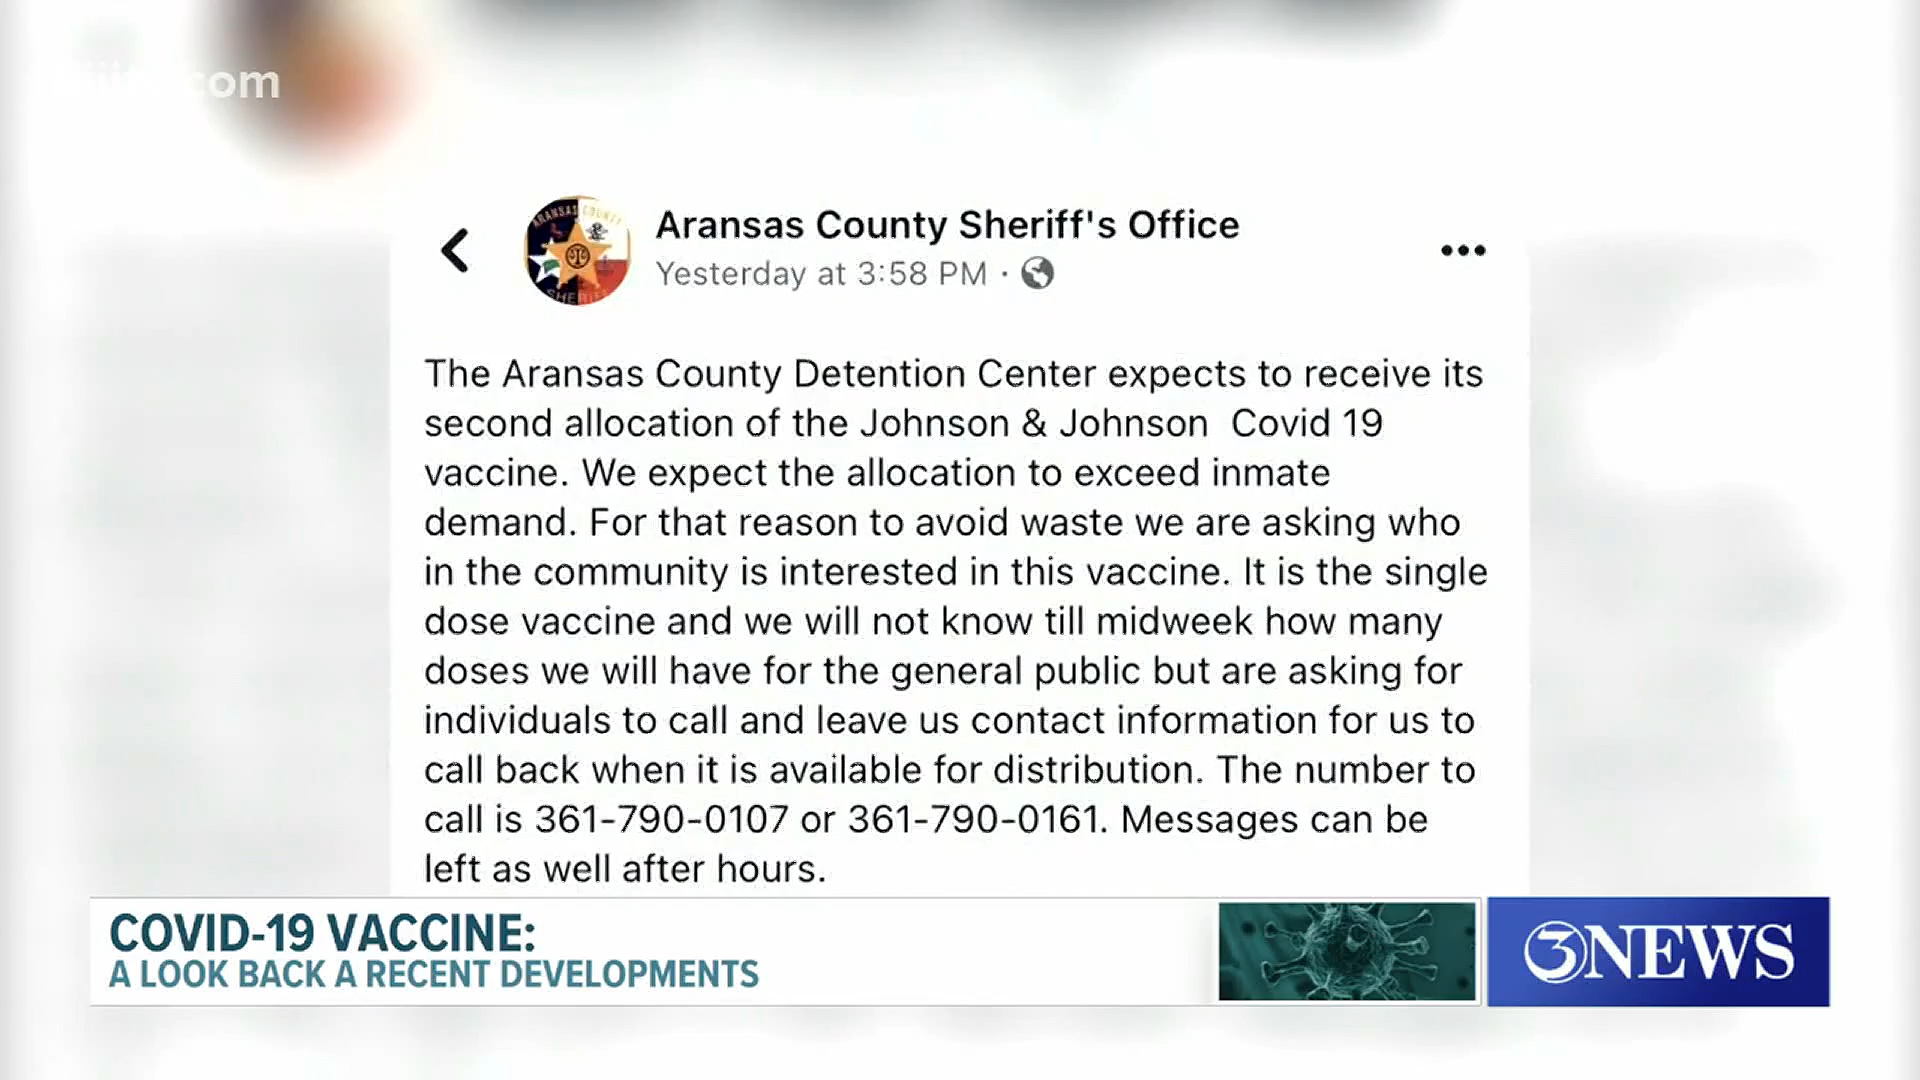 .com
Aransas County Sheriff's Office
Yesterday at 3:58 PM ·
ARANSAS COUNTY
SHERIFF
The Aransas County Detention Center expects to receive its
second allocation of the Johnson & Johnson  Covid 19
vaccine. We expect the allocation to exceed inmate
demand. For that reason to avoid waste we are asking who
in the community is interested in this vaccine. It is the single
dose vaccine and we will not know till midweek how many
doses we will have for the general public but are asking for
individuals to call and leave us contact information for us to
call back when it is available for distribution. The number to
call is 361-790-0107 or 361-790-0161. Messages can be
left as well after hours.
COVID-19 VACCINE:
A LOOK BACK A RECENT DEVELOPMENTS
3NEWS